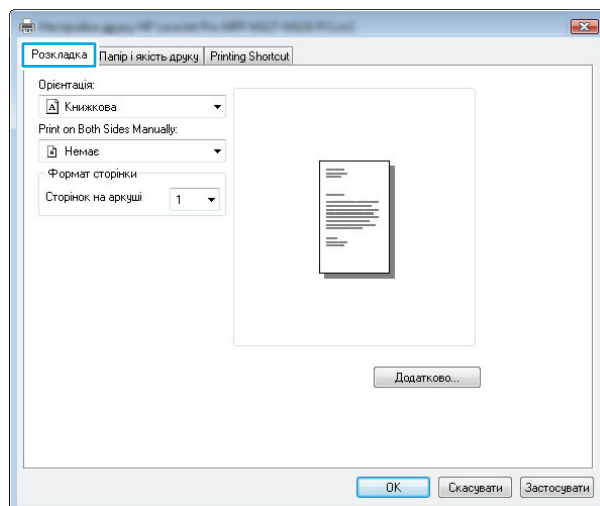 Розкладка
Папір і якість друку
Printing Shortcut
Орієнтація:
Книжкова
Print on Both Sides Manually:
Немає
Формат сторінки
Сторінок на аркуші
1
Додатково...
OK
Скасувати
Застосувати